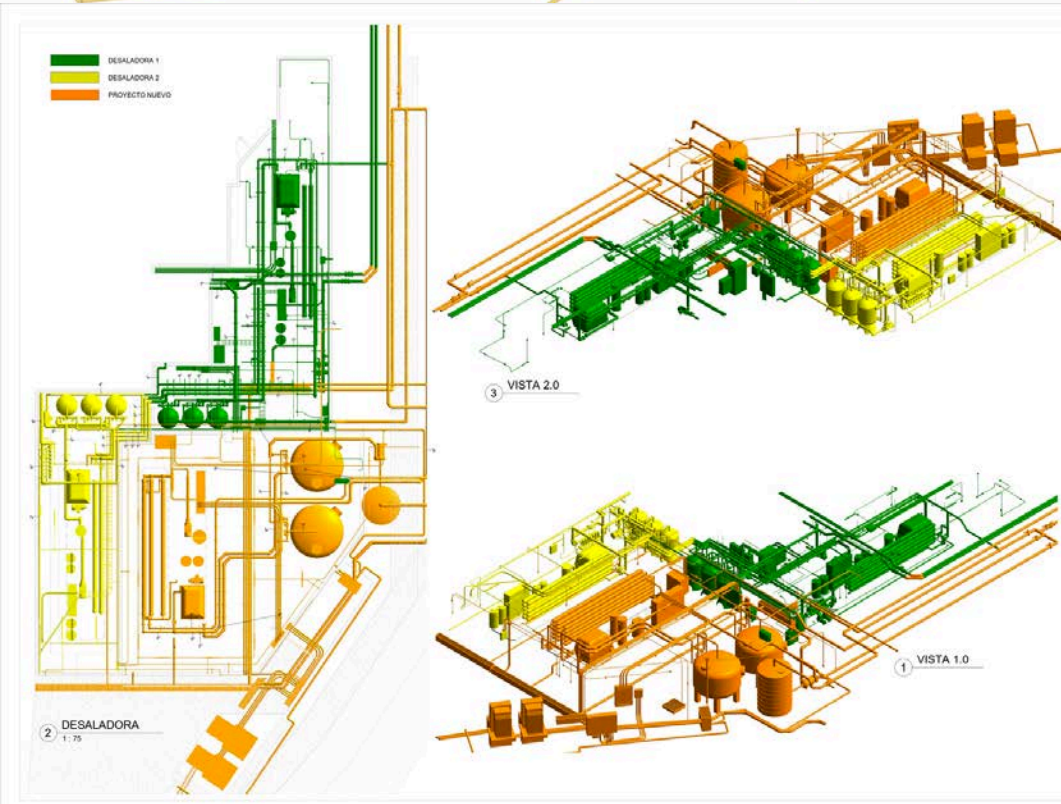 DESALADORA 1
DESALADORA 2
PROYECTO NUEVO
3 VISTA 2.0
1 VISTA 1.0
2 DESALADORA
1 : 75